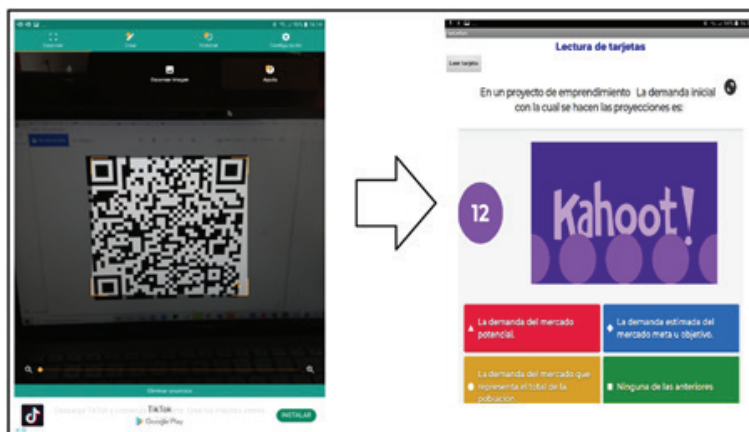 Historial
Configuración
Escanear imagen
Ayuda
Eliminar anuncios
TikTok
Google Play
INSTALAR
Lectura de tarjetas
Leer tarjeta
En un proyecto de emprendimiento La demanda inicial
con la cual se hacen las proyecciones es:
12
Kahoot!
La demanda del mercado
potencial.
La demanda estimada del
mercado meta u objetivo.
La demanda del mercado que
representa el total de la
población.
Ninguna de las anteriores